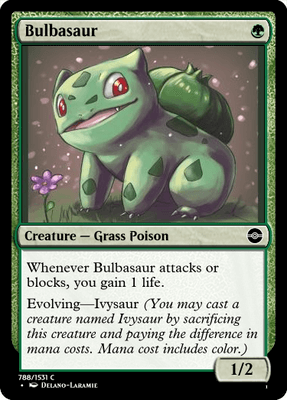 Bulbasaur
Creature — Grass Poison
Whenever Bulbasaur attacks or
blocks, you gain 1 life.
Evolving—Ivysaur (You may cast a
creature named Ivysaur by sacrificing
this creature and paying the difference in
mana costs. Mana cost includes color.)
1/2
788/1531 C
Delano-Laramie